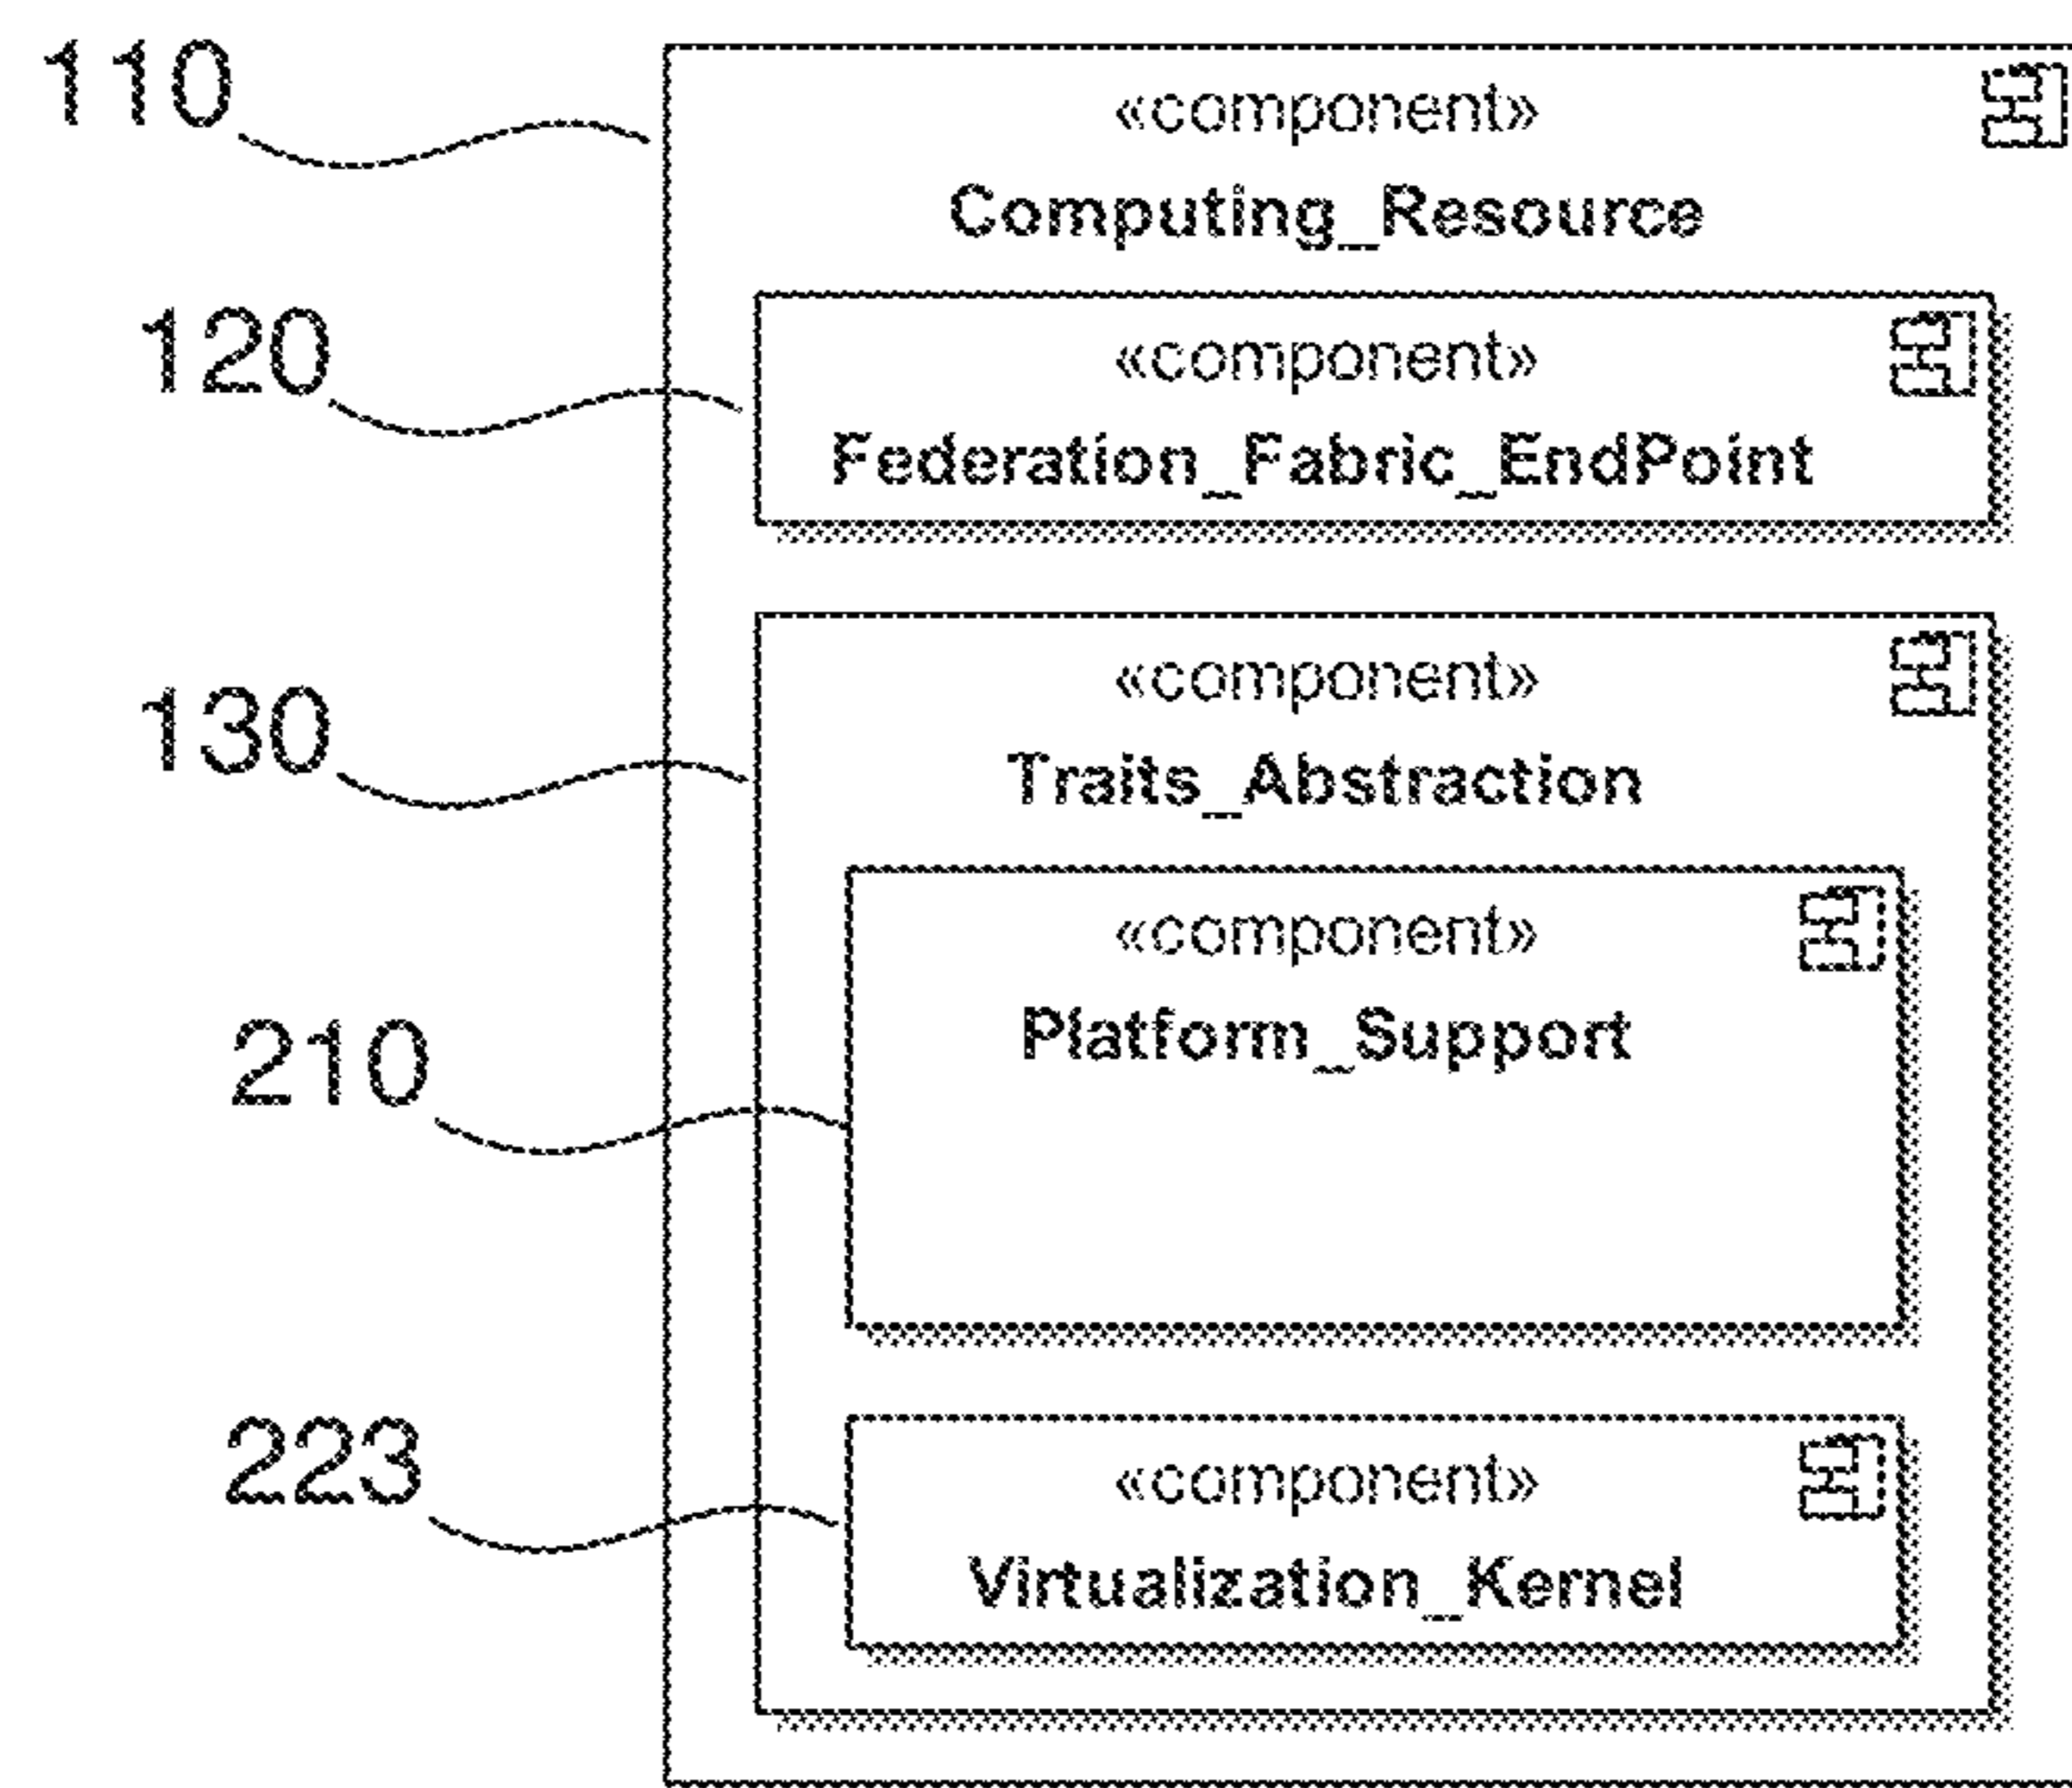 110
«component»
Computing_Resource
120
«component»
Federation_Fabric_EndPoint
130
«component»
Traits_Abstraction
210
«component»
Platform_Support
223
«component»
Virtualization_Kernel